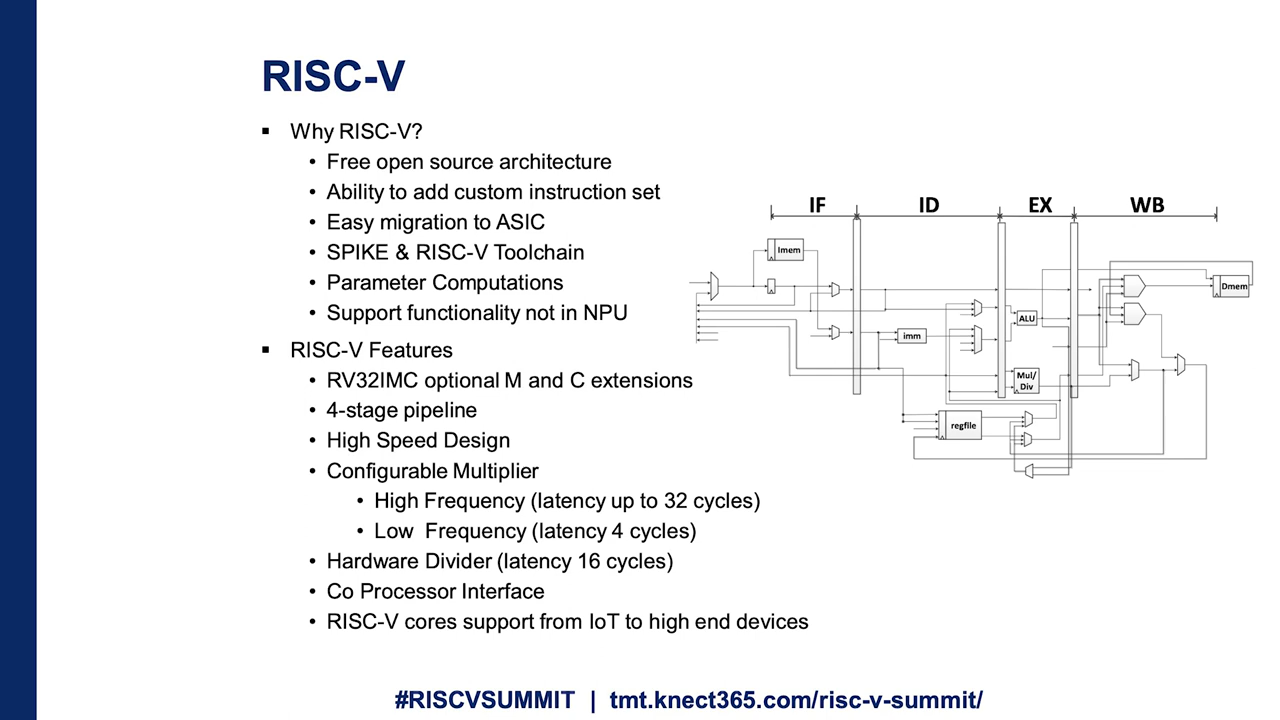 RISC-V
▪ Why RISC-V?
• Free open source architecture
• Ability to add custom instruction set
• Easy migration to ASIC
• SPIKE & RISC-V Toolchain
• Parameter Computations
• Support functionality not in NPU
▪ RISC-V Features
• RV32IMC optional M and C extensions
• 4-stage pipeline
• High Speed Design
• Configurable Multiplier
• High Frequency (latency up to 32 cycles)
• Low  Frequency (latency 4 cycles)
• Hardware Divider (latency 16 cycles)
• Co Processor Interface
• RISC-V cores support from IoT to high end devices
IF ID EX WB
Imem
Dmem
ALU
imm
Mul/
Div
regfile
#RISCVSUMMIT | tmt.knect365.com/risc-v-summit/